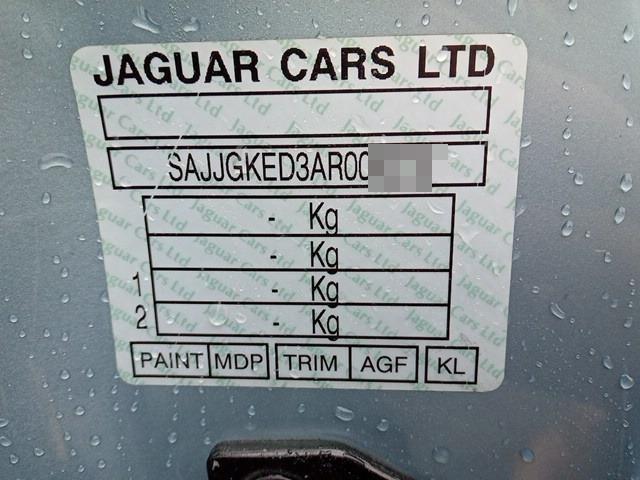 JAGUAR CARS LTD
SAJJGKED3AR00
- Kg
- Kg
1 - Kg
2 - Kg
PAINT MDP TRIM AGF KL